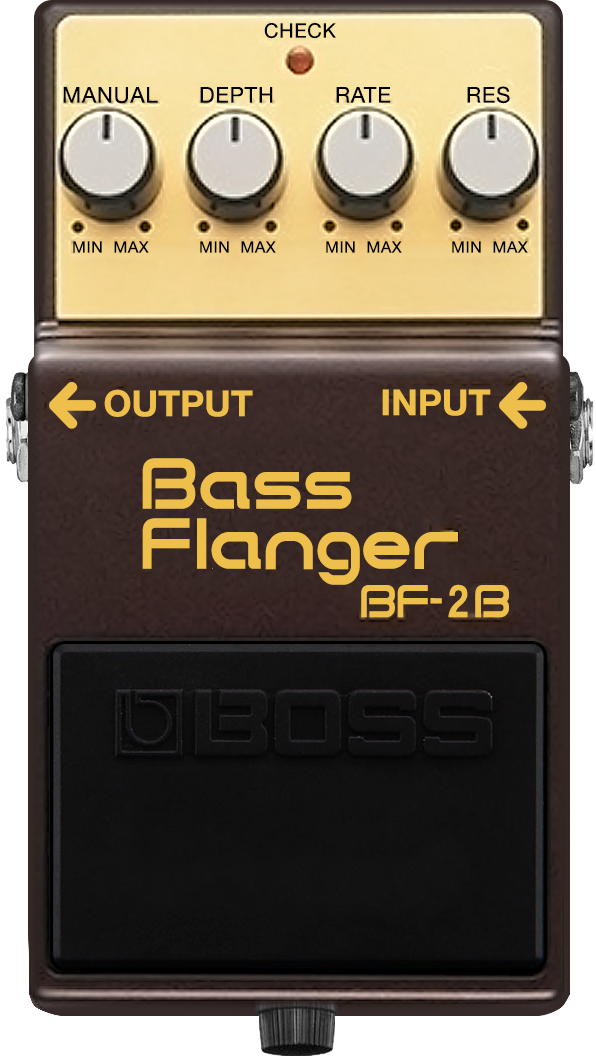 CHECK
MANUAL DEPTH RATE RES
MIN MAX MIN MAX MIN MAX MIN MAX
OUTPUT INPUT
Bass
Flanger
BF-2B
BOSS